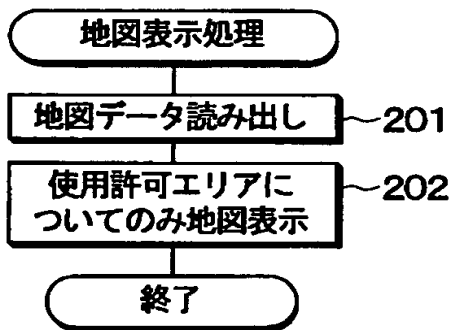 地図表示処理
地図データ読み出し
201
使用許可エリアに
ついてのみ地図表示
202
終了